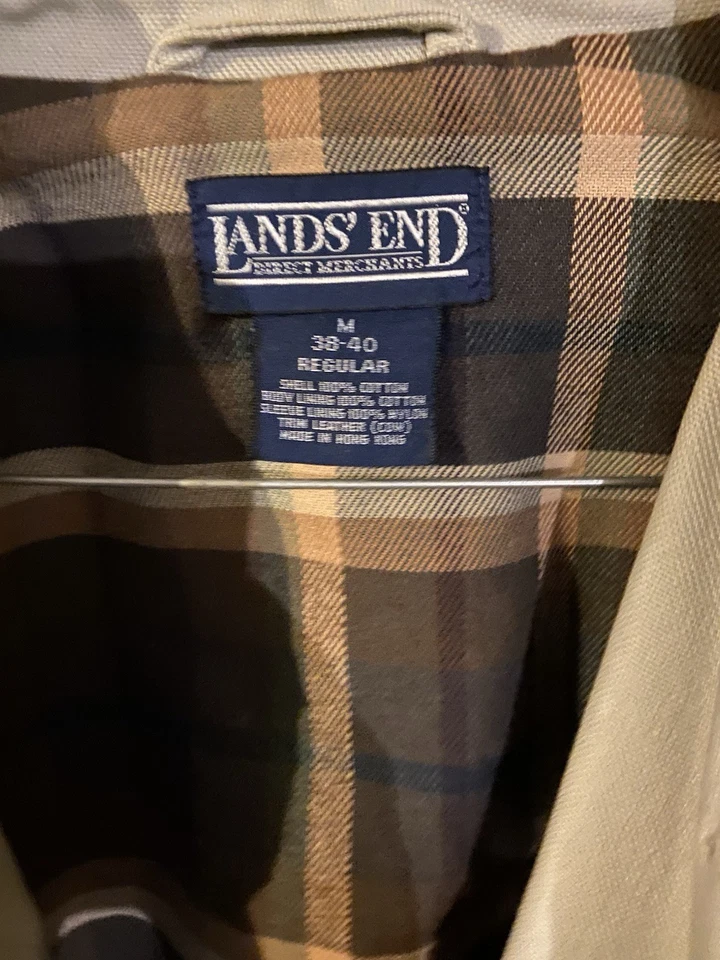 LANDS' END®
DIRECT MERCHANTS
M
38-40
REGULAR
SHELL 100% COTTON
BODY LINING 100% COTTON
SLEEVE LINING 100% NYLON
TRIM LEATHER (COW)
MADE IN HONG KONG